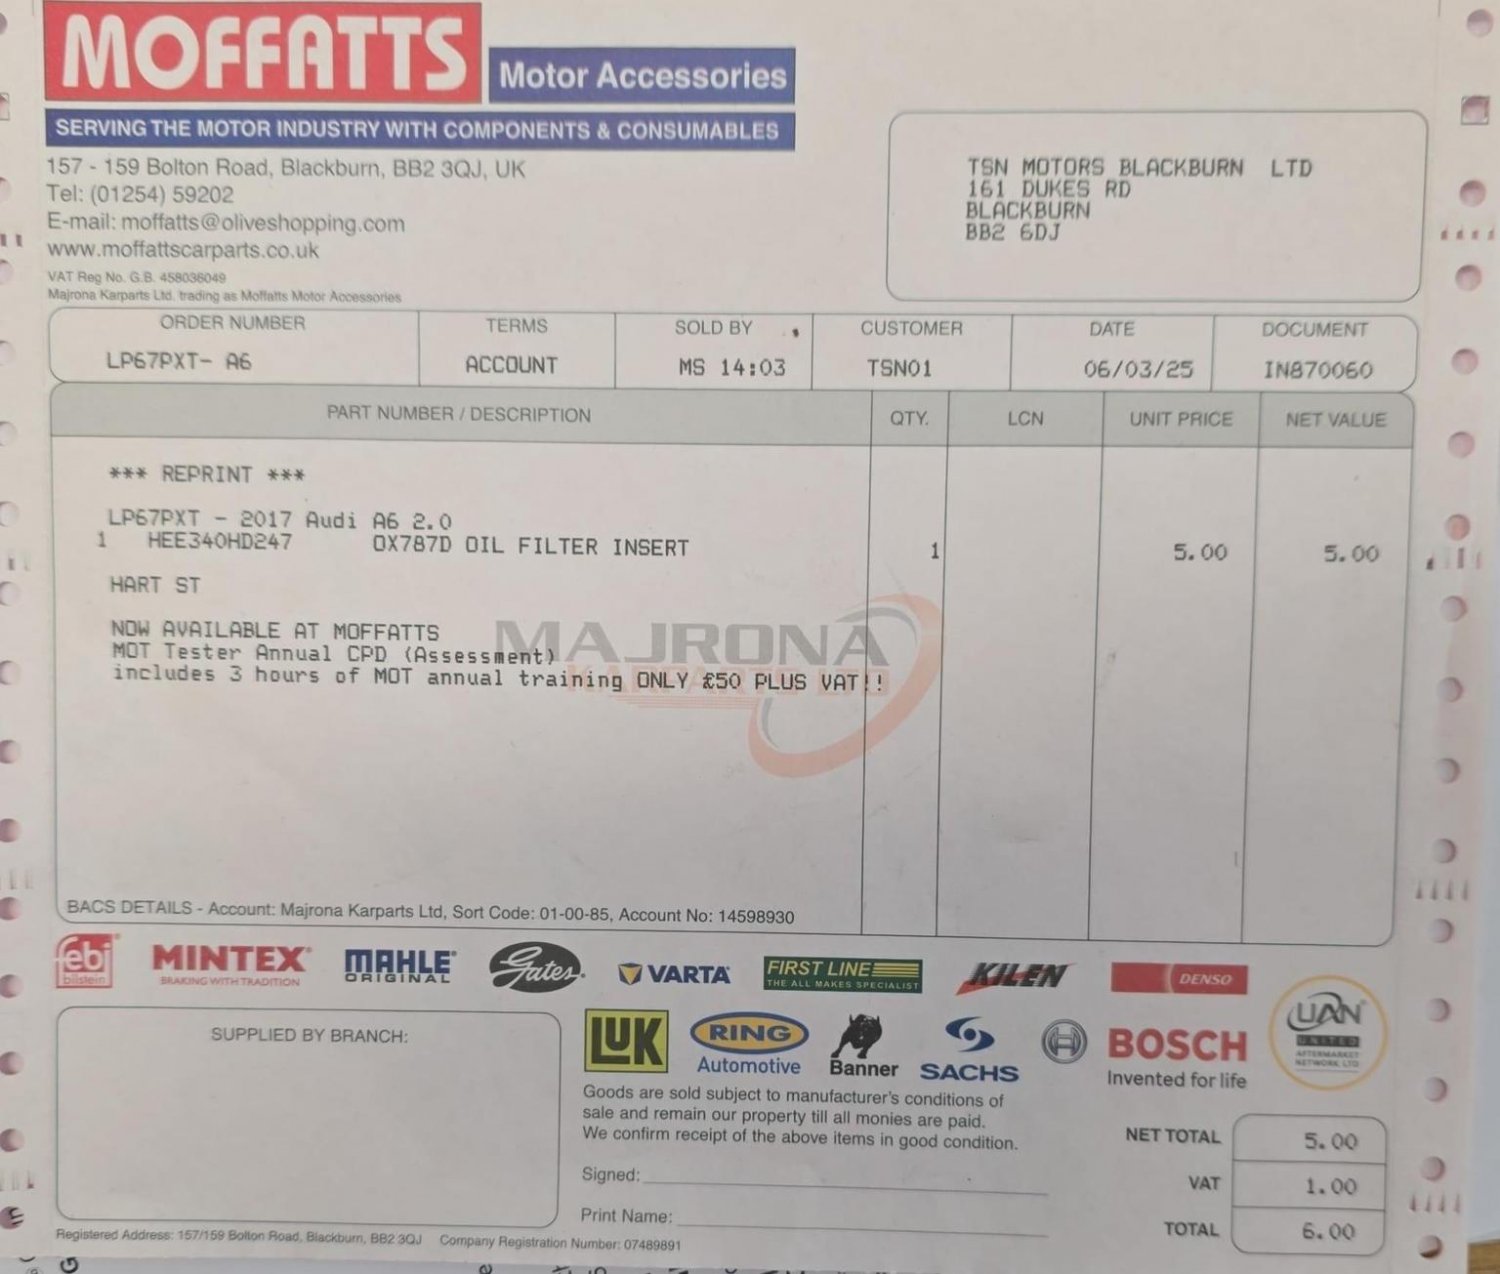 MOFFATTS
Motor Accessories
SERVING THE MOTOR INDUSTRY WITH COMPONENTS & CONSUMABLES
157 - 159 Bolton Road, Blackburn, BB2 3QJ, UK
Tel: (01254) 59202
E-mail: moffatts@oliveshopping.com
www.moffattscarparts.co.uk
VAT Reg No. G.B. 458036049
Majrona Karparts Ltd. trading as Moffatts Motor Accessories
TSN MOTORS BLACKBURN LTD
161 DUKES RD
BLACKBURN
BB2 6DJ
ORDER NUMBER TERMS SOLD BY CUSTOMER DATE DOCUMENT
LP67PXT- A6 ACCOUNT MS 14:03 TSN01 06/03/25 IN870060
PART NUMBER / DESCRIPTION QTY. LCN UNIT PRICE NET VALUE
*** REPRINT ***
LP67PXT - 2017 Audi A6 2.0
1 HEE340HD247 OX787D OIL FILTER INSERT 1 5.00 5.00
HART ST
NOW AVAILABLE AT MOFFATTS
MOT Tester Annual CPD (Assessment)
includes 3 hours of MOT annual training ONLY £50 PLUS VAT!!
MAJRONA
KARPARTS LTD
BACS DETAILS - Account: Majrona Karparts Ltd, Sort Code: 01-00-85, Account No: 14598930
febi bilstein
MINTEX
BRAKING WITH TRADITION
MAHLE
ORIGINAL
Gates
VARTA
FIRST LINE
THE ALL MAKES SPECIALIST
KILEN
DENSO
SUPPLIED BY BRANCH:
LUK
RING
Automotive
Banner
SACHS
BOSCH
Invented for life
UAN
UNITED
AFTERMARKET
NETWORK LTD
Goods are sold subject to manufacturer's conditions of
sale and remain our property till all monies are paid.
We confirm receipt of the above items in good condition.
Signed:
Print Name:
NET TOTAL 5.00
VAT 1.00
TOTAL 6.00
Registered Address: 157/159 Bolton Road, Blackburn, BB2 3QJ Company Registration Number: 07489891